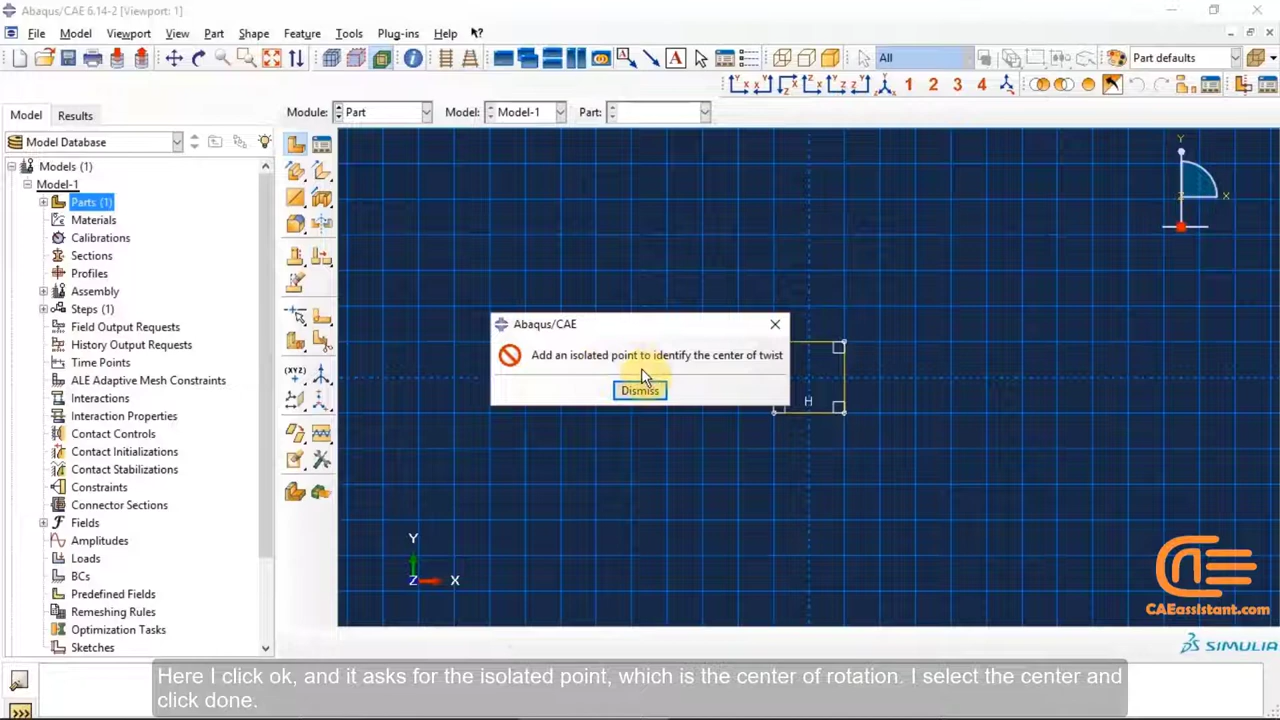 Abaqus/CAE 6.14-2 [Viewport: 1]
File Model Viewport View Part Shape Feature Tools Plug-ins Help
All Part defaults
1 2 3 4
Model Results Module: Part Model: Model-1 Part:
Model Database
Models (1)
Model-1
Parts (1)
Materials
Calibrations
Sections
Profiles
Assembly
Steps (1)
Field Output Requests
History Output Requests
Time Points
ALE Adaptive Mesh Constraints
Interactions
Interaction Properties
Contact Controls
Contact Initializations
Contact Stabilizations
Constraints
Connector Sections
Fields
Amplitudes
Loads
BCs
Predefined Fields
Remeshing Rules
Optimization Tasks
Sketches
(XYZ)
Abaqus/CAE
Add an isolated point to identify the center of twist
Dismiss
H
Y
Z X
Y
Z X
CAEassistant.com
SIMULIA
Here I click ok, and it asks for the isolated point, which is the center of rotation. I select the center and
click done.